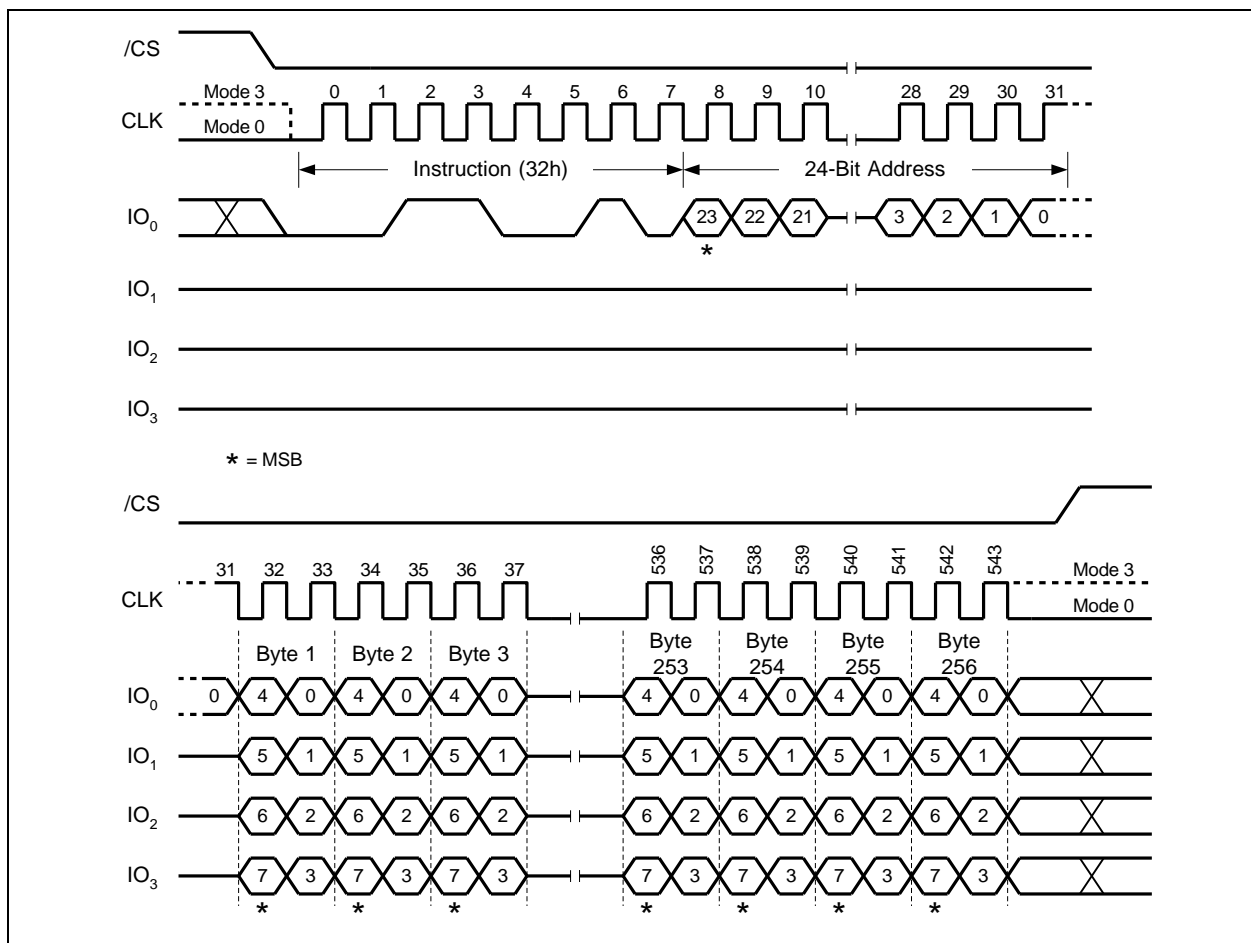 /CS
Mode 3 0 1 2 3 4 5 6 7 8 9 10 28 29 30 31
CLK
Mode 0
Instruction (32h) 24-Bit Address
IO0 23 22 21 3 2 1 0
*
IO1
IO2
IO3
* = MSB
/CS
31 32 33 34 35 36 37 536 537 538 539 540 541 542 543 Mode 3
CLK
Mode 0
Byte 1 Byte 2 Byte 3 Byte 253 Byte 254 Byte 255 Byte 256
IO0 0 4 0 4 0 4 0 4 0 4 0 4 0 4 0
IO1 5 1 5 1 5 1 5 1 5 1 5 1 5 1
IO2 6 2 6 2 6 2 6 2 6 2 6 2 6 2
IO3 7 3 7 3 7 3 7 3 7 3 7 3 7 3
* * * * * * *